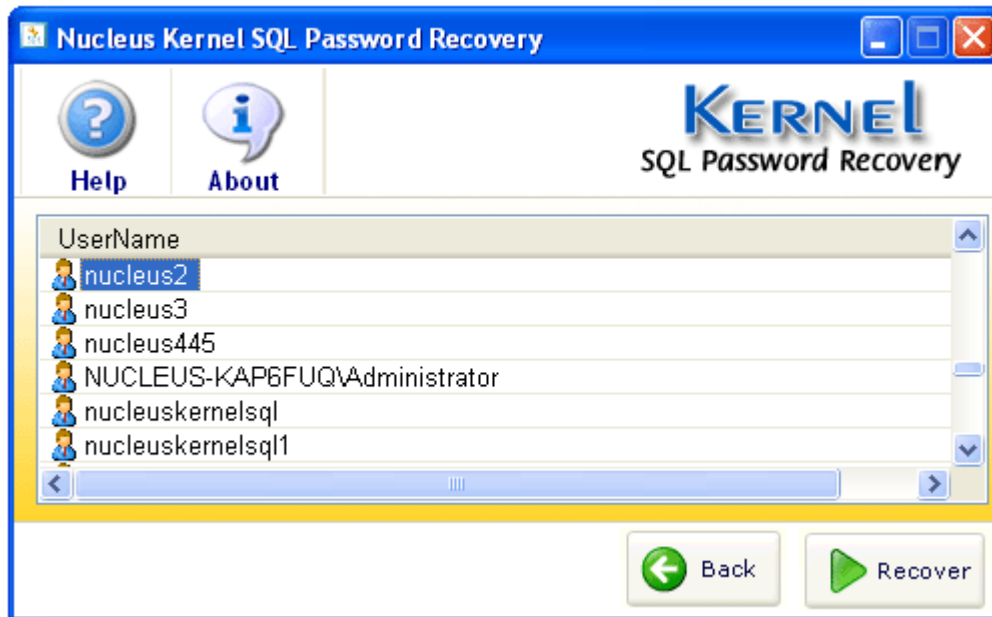 Nucleus Kernel SQL Password Recovery
KERNEl
SQL Password Recovery
Help
About
UserName
nucleus2
nucleus3
nucleus445
NUCLEUS-KAP6FUQ\Administrator
nucleuskernelsql
nucleuskernelsql1
Back
Recover